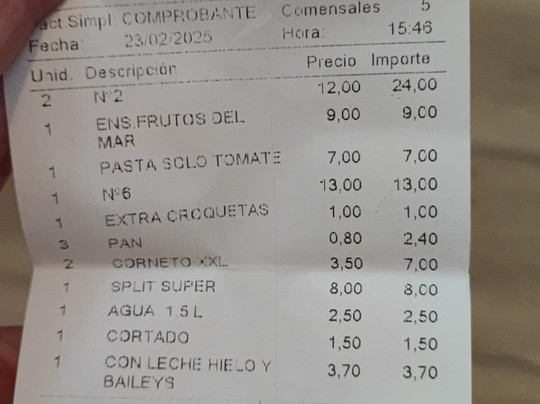 act.Simpl: COMPROBANTE Comensales 5
Fecha: 23/02/2025 Hora: 15:46
Unid. Descripción Precio Importe
2 Nº2 12,00 24,00
1 ENS.FRUTOS DEL 9,00 9,00
MAR
1 PASTA SOLO TOMATE 7,00 7,00
1 Nº6 13,00 13,00
1 EXTRA CROQUETAS 1,00 1,00
3 PAN 0,80 2,40
2 CORNETO XXL 3,50 7,00
1 SPLIT SUPER 8,00 8,00
1 AGUA 1.5 L 2,50 2,50
1 CORTADO 1,50 1,50
1 CON LECHE HIELO Y 3,70 3,70
BAILEYS